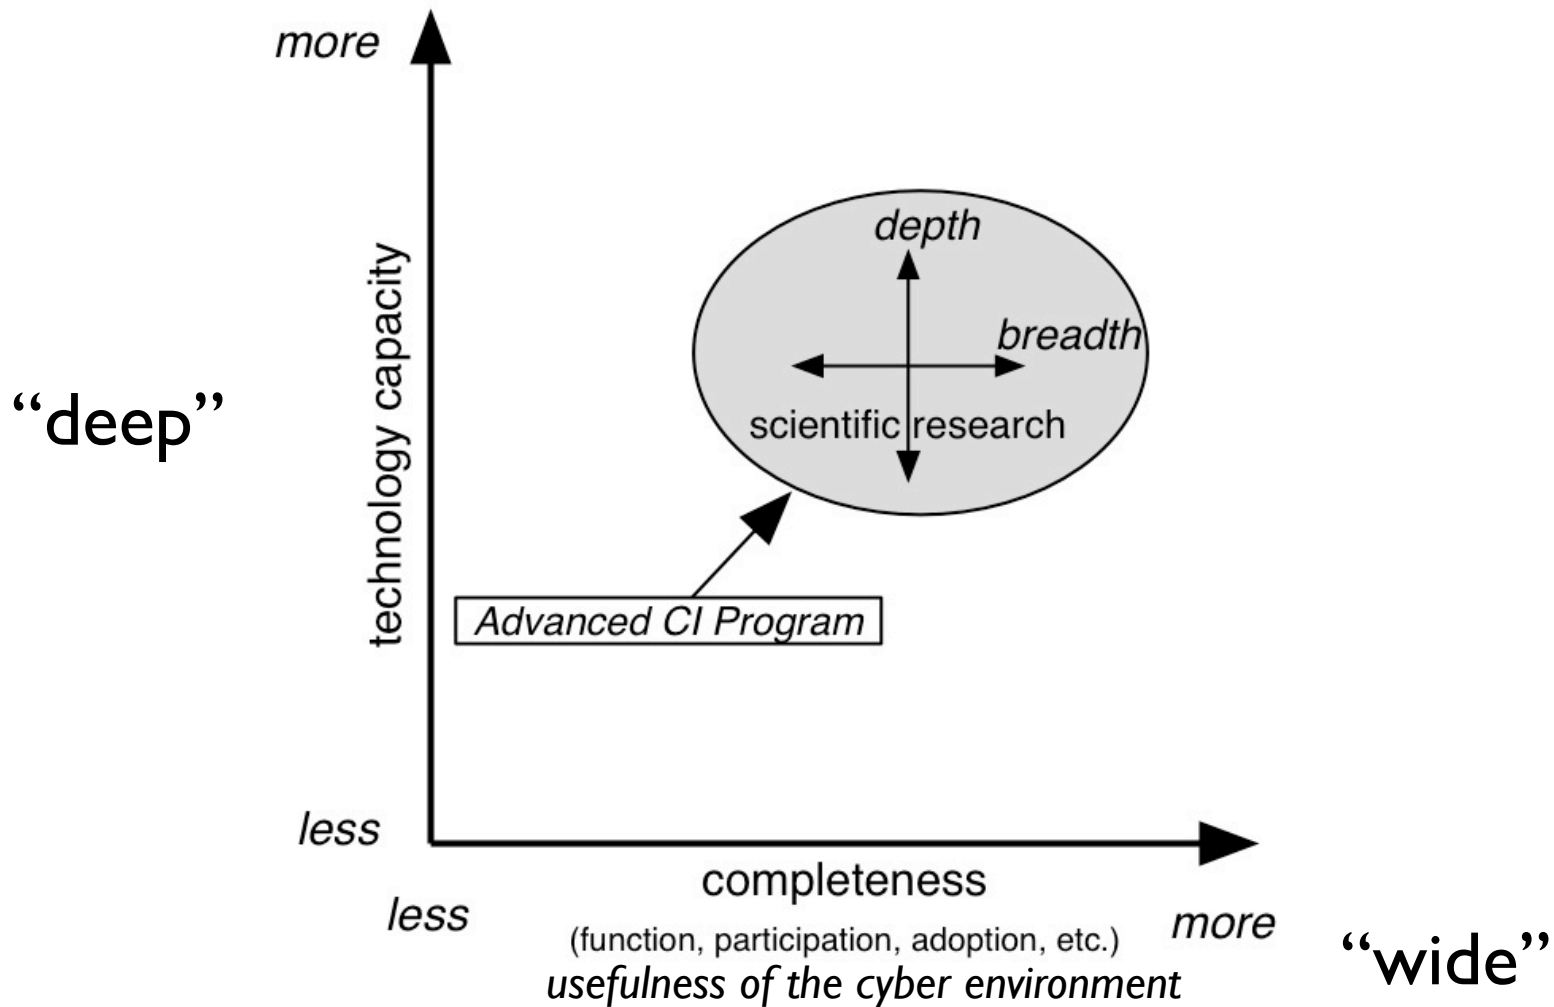 more
depth
breadth
technology capacity
“deep”
scientific research
Advanced CI Program
less
completeness
less
more
(function, participation, adoption, etc.)
“wide”
usefulness of the cyber environment